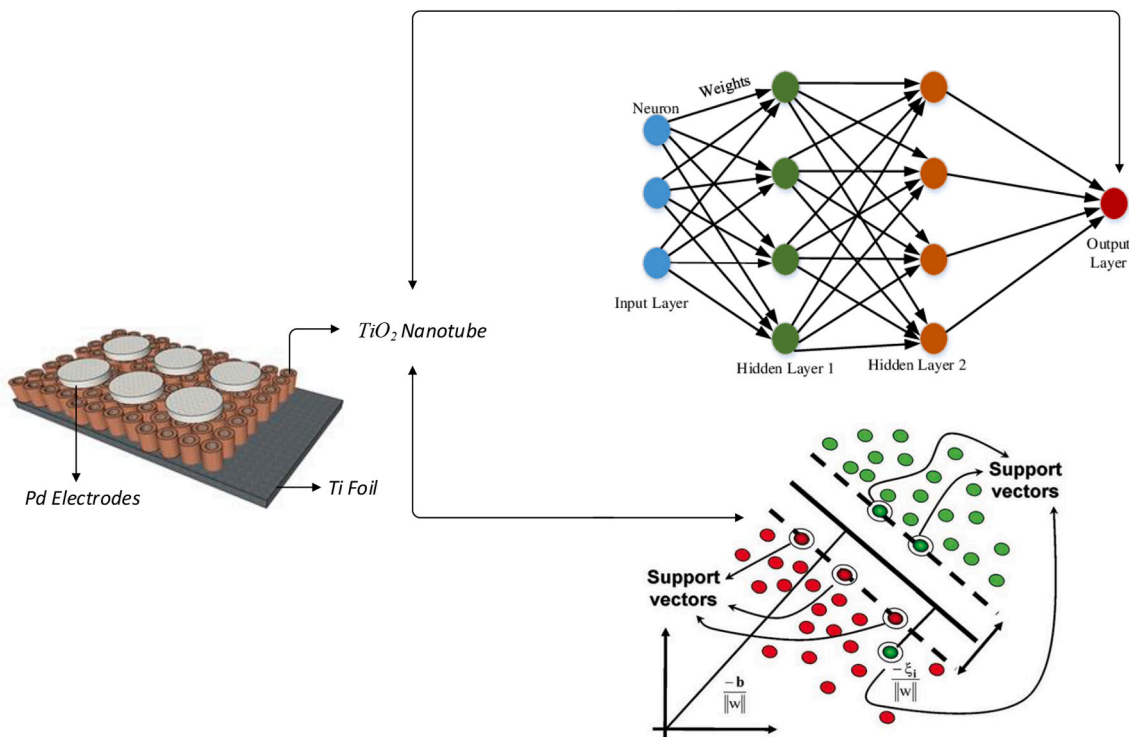 Weights
Neuron
Input Layer
Hidden Layer 1
Hidden Layer 2
Output
Layer
TiO2 Nanotube
Pd Electrodes
Ti Foil
Support
vectors
Support
vectors
−b
‖w‖
−ξi
‖w‖